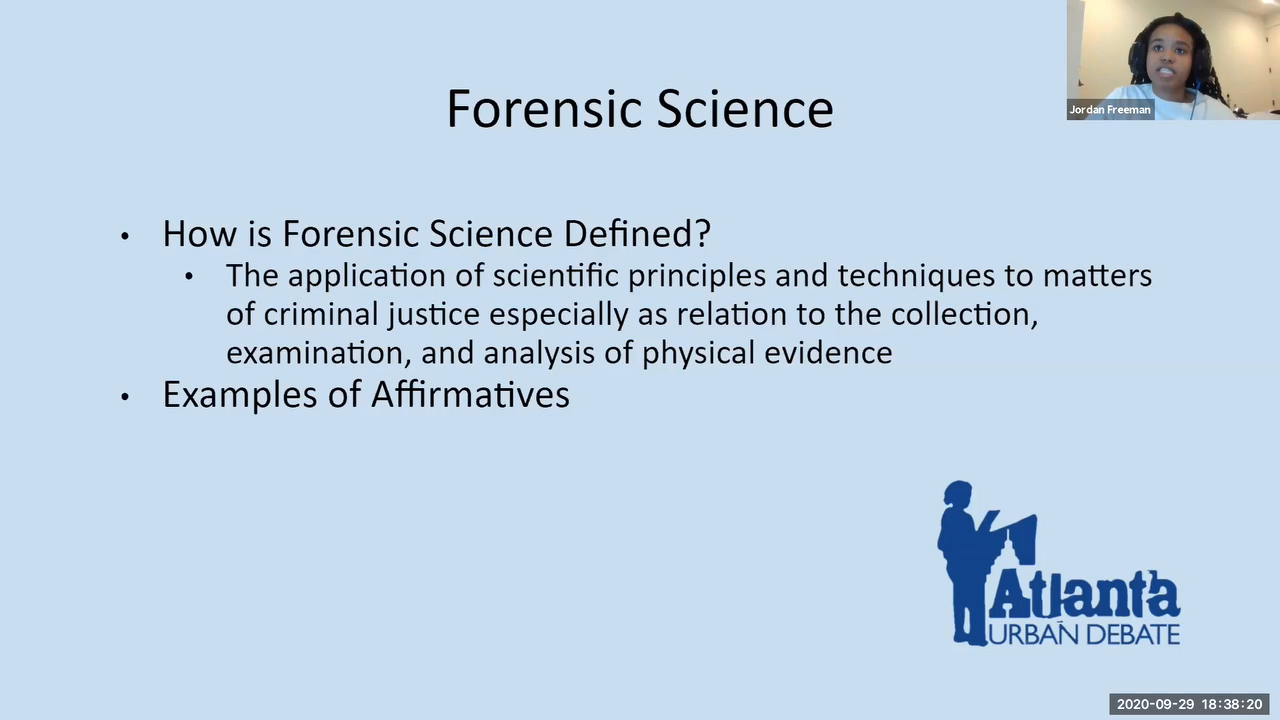 Forensic Science
Jordan Freeman
• How is Forensic Science Defined?
• The application of scientific principles and techniques to matters
of criminal justice especially as relation to the collection,
examination, and analysis of physical evidence
• Examples of Affirmatives
Atlanta
URBAN DEBATE
2020-09-29 18:38:20